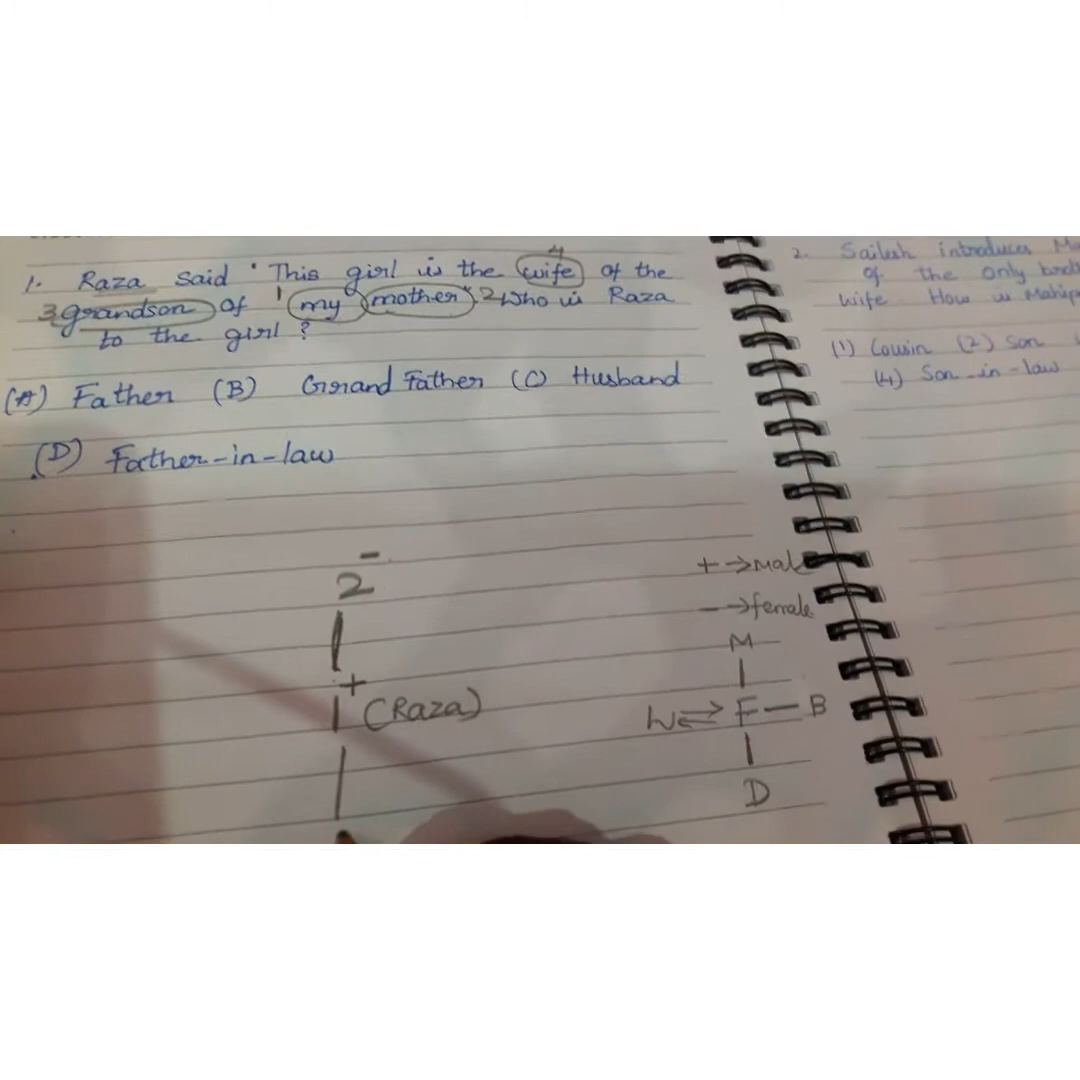 1. Raza said "This girl is the wife of the
4
3 grandson of 1 my mother" 2 who is Raza
to the girl ?
(A) Father (B) Grand Father (C) Husband
(D) Father-in-law
2 -
+
1 (Raza)
+ → Male
- → female
M
W ⇌ F — B
D
2. Sailesh introduces
of the only
wife How is
(1) Cousin (2) Son
(4) Son-in-law